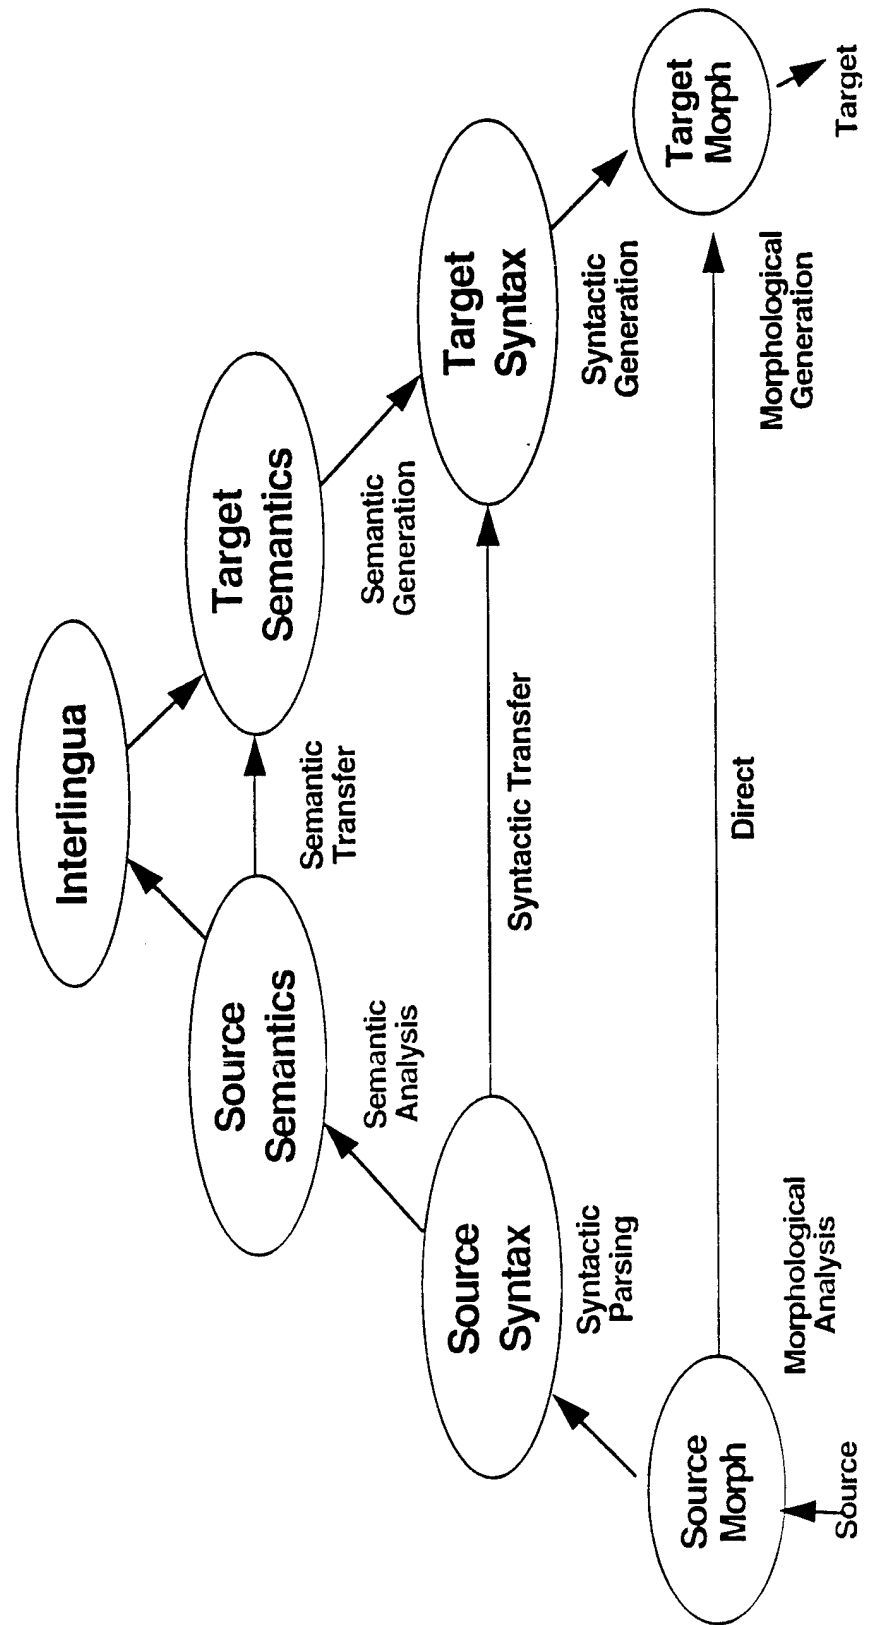 Interlingua
Source
Semantics
Target
Semantics
Semantic
Transfer
Semantic
Analysis
Semantic
Generation
Source
Syntax
Target
Syntax
Syntactic Transfer
Syntactic
Parsing
Syntactic
Generation
Source
Morph
Target
Morph
Direct
Morphological
Analysis
Morphological
Generation
Source
Target